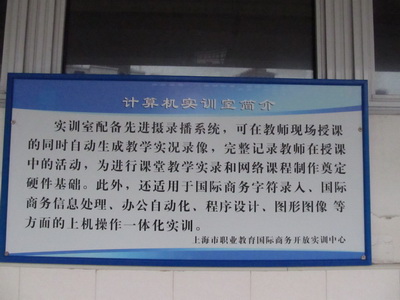 计算机实训室简介
实训室配备先进摄录播系统，可在教师现场授课
的同时自动生成教学实况录像，完整记录教师在授课
中的活动，为进行课堂教学实录和网络课程制作奠定
硬件基础。此外，还适用于国际商务字符录入、国际
商务信息处理、办公自动化、程序设计、图形图像 等
方面的上机操作一体化实训。
上海市职业教育国际商务开放实训中心